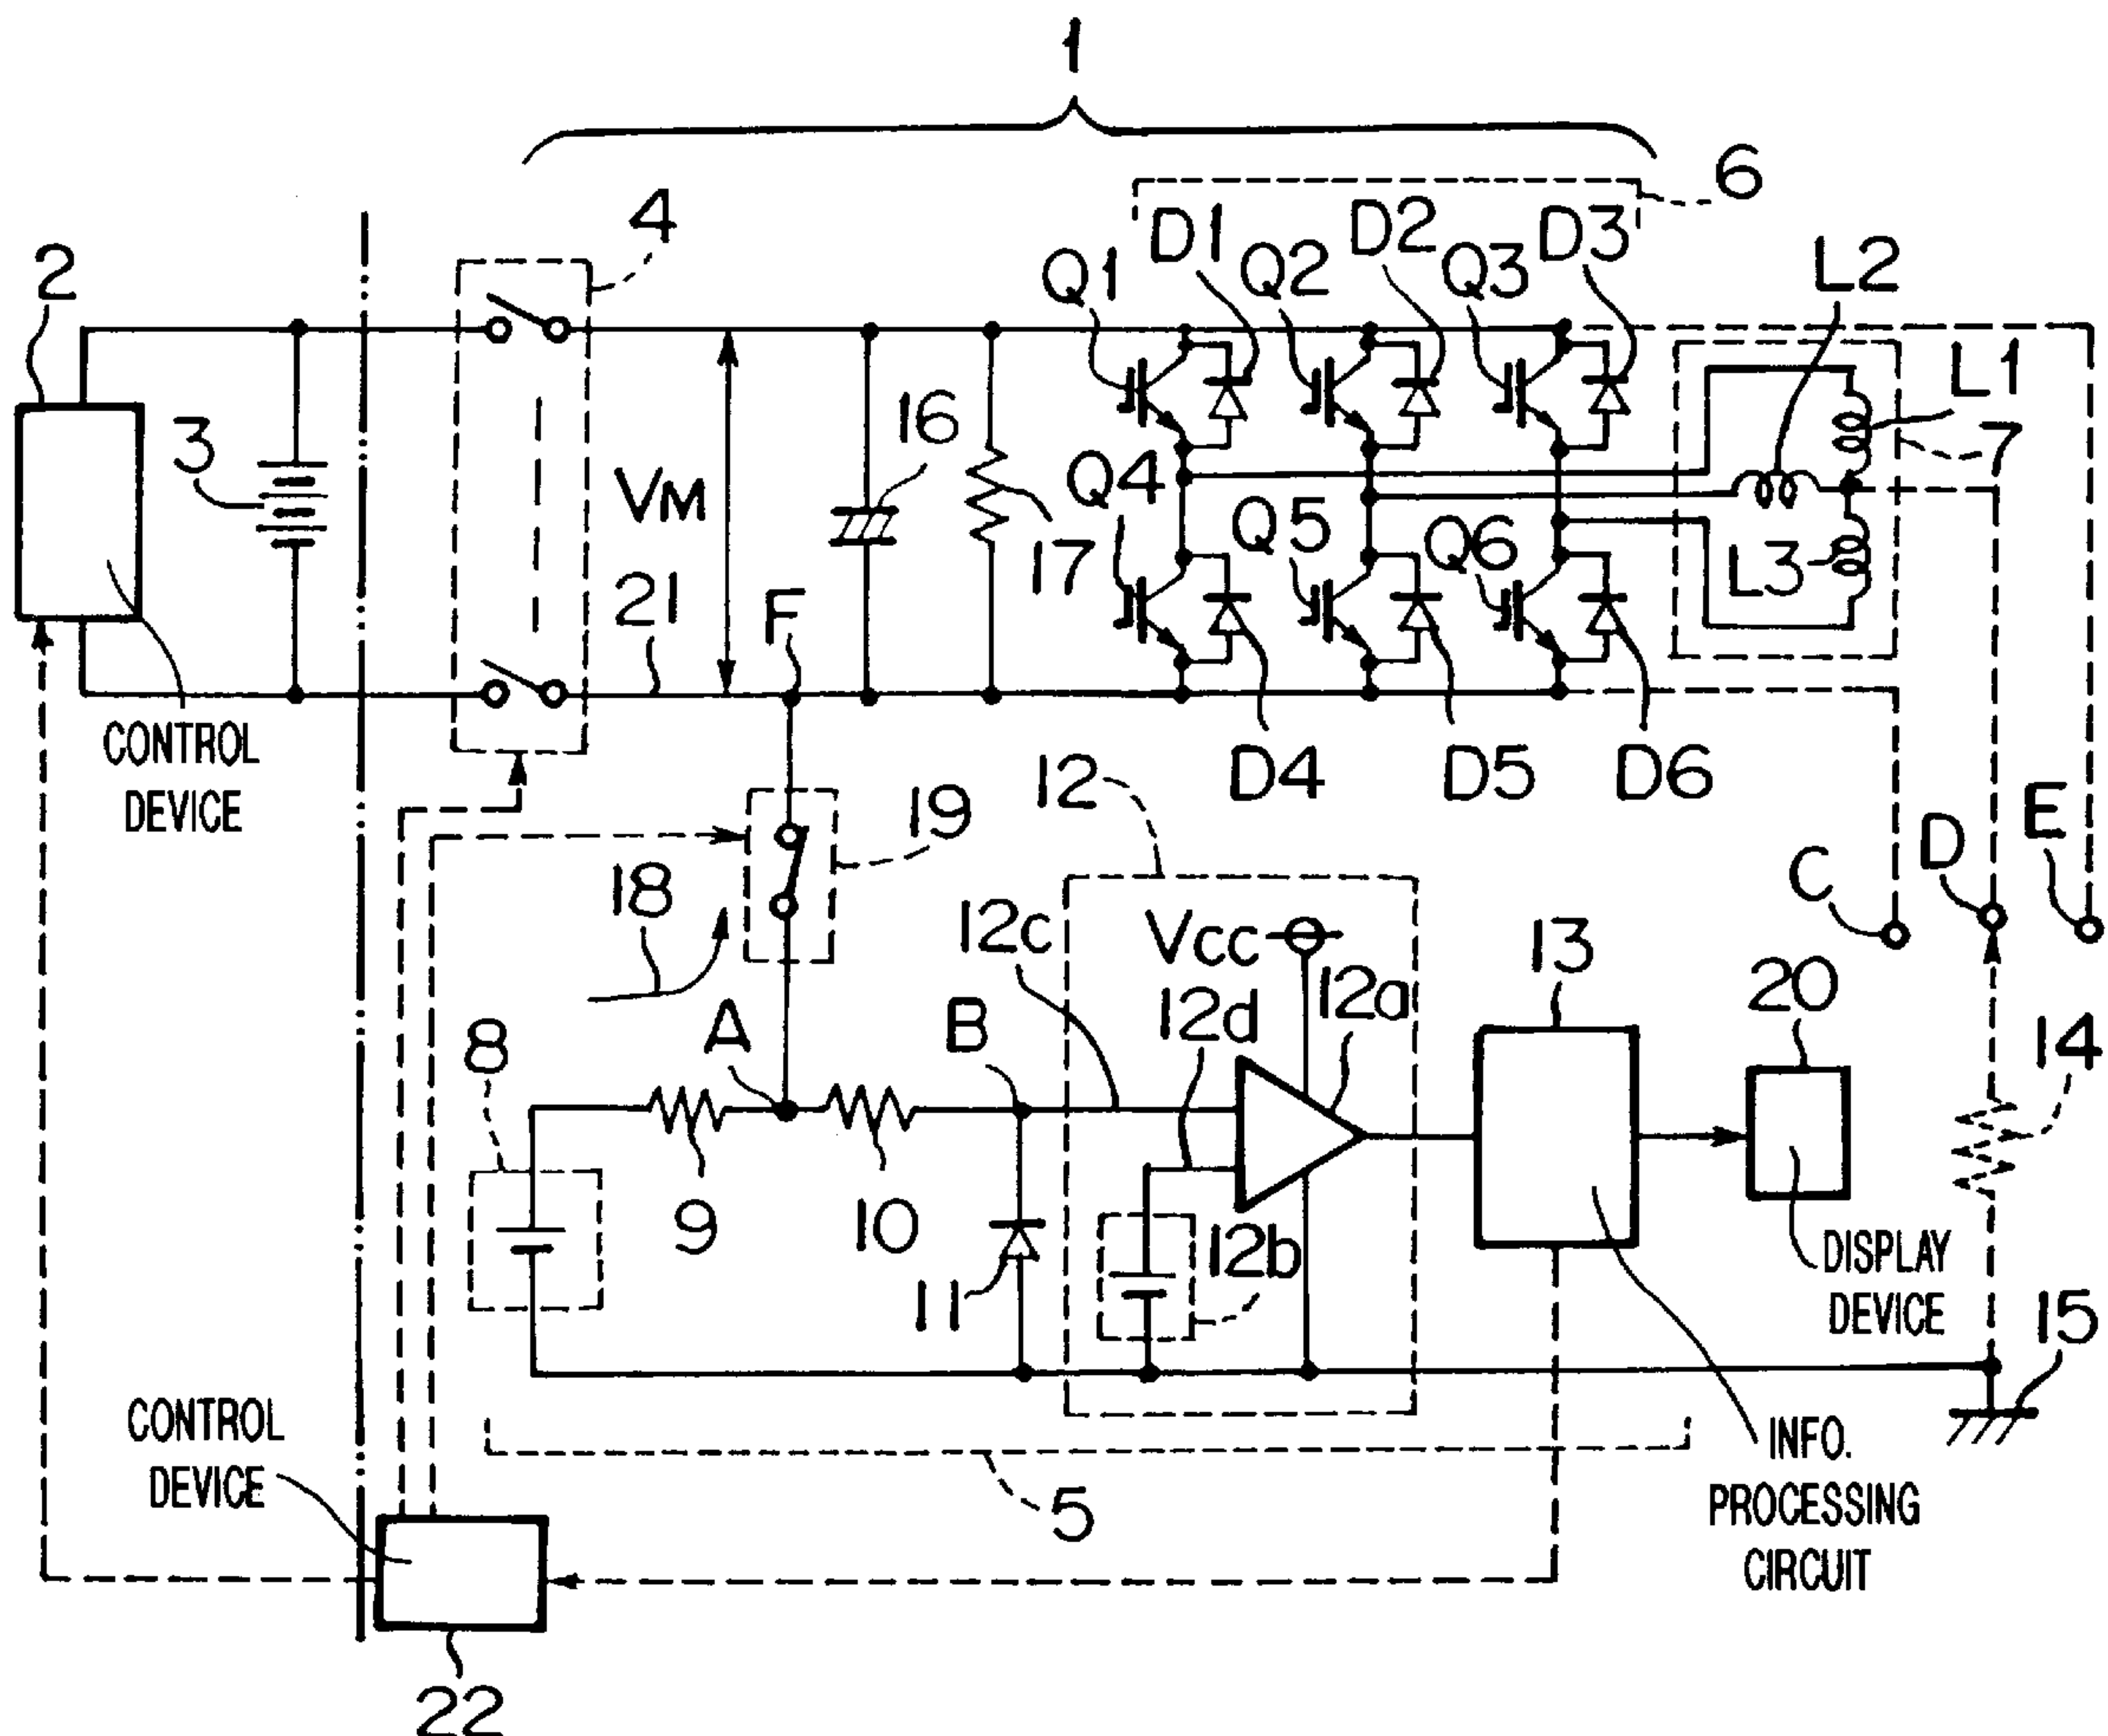 1
6
4
D1
D2
D3
2
Q1
Q2
Q3
L2
L1
3
16
7
VM
Q4
Q5
Q6
17
L3
21
F
CONTROL
DEVICE
D4
D5
D6
12
19
E
D
C
18
12c
Vcc
13
12a
20
12d
A
B
8
14
9
10
12b
11
DISPLAY
DEVICE
15
CONTROL
DEVICE
INFO.
PROCESSING
CIRCUIT
5
22